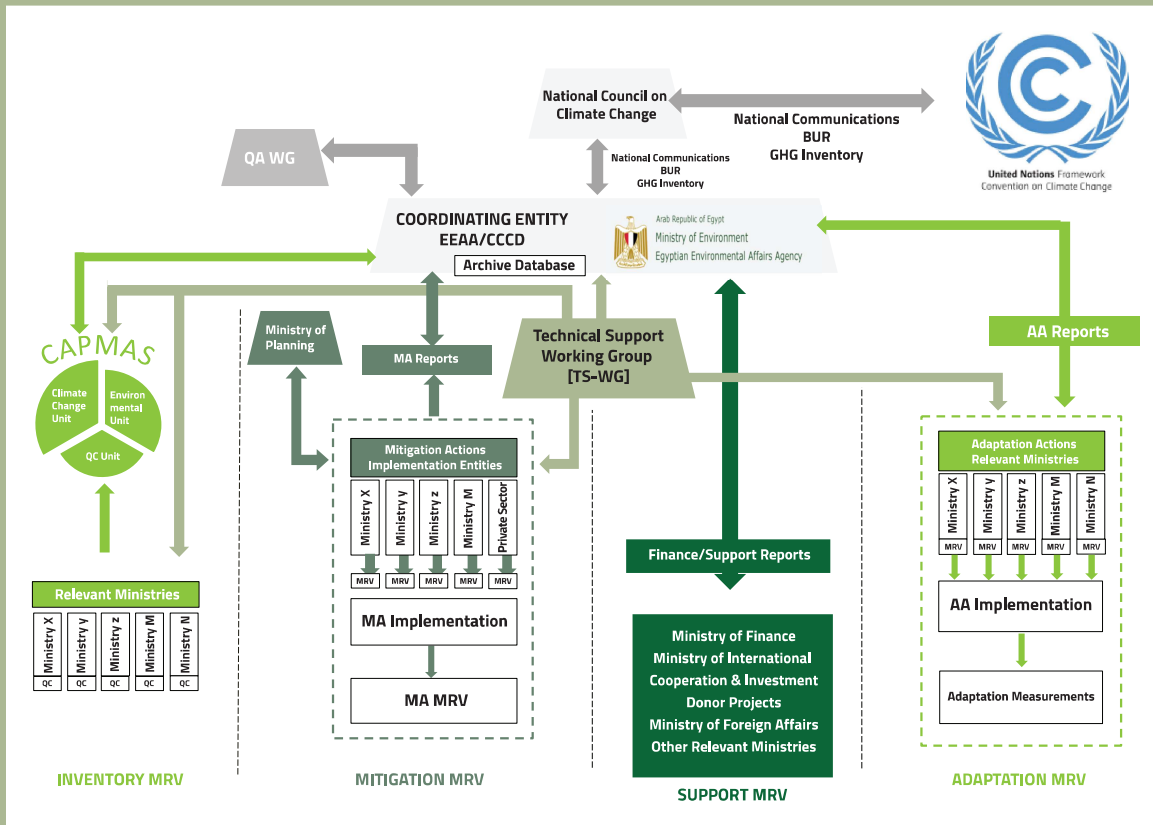 National Council on
Climate Change
National Communications
BUR
GHG Inventory
United Nations Framework
Convention on Climate Change
QA WG
National Communications
BUR
GHG Inventory
COORDINATING ENTITY
EEAA/CCCD
Archive Database
Arab Republic of Egypt
Ministry of Environment
Egyptian Environmental Affairs Agency
CAPMAS
Climate
Change
Unit
Environ
mental
Unit
QC Unit
Relevant Ministries
Ministry X
Ministry y
Ministry z
Ministry M
Ministry N
QC
QC
QC
QC
QC
INVENTORY MRV
Ministry of
Planning
MA Reports
Technical Support
Working Group
[TS-WG]
Mitigation Actions
Implementation Entities
Ministry X
Ministry y
Ministry z
Ministry M
Private Sector
MRV
MRV
MRV
MRV
MRV
MA Implementation
MA MRV
MITIGATION MRV
Finance/Support Reports
Ministry of Finance
Ministry of International
Cooperation & Investment
Donor Projects
Ministry of Foreign Affairs
Other Relevant Ministries
SUPPORT MRV
AA Reports
Adaptation Actions
Relevant Ministries
Ministry X
Ministry y
Ministry z
Ministry M
Ministry N
MRV
MRV
MRV
MRV
MRV
AA Implementation
Adaptation Measurements
ADAPTATION MRV